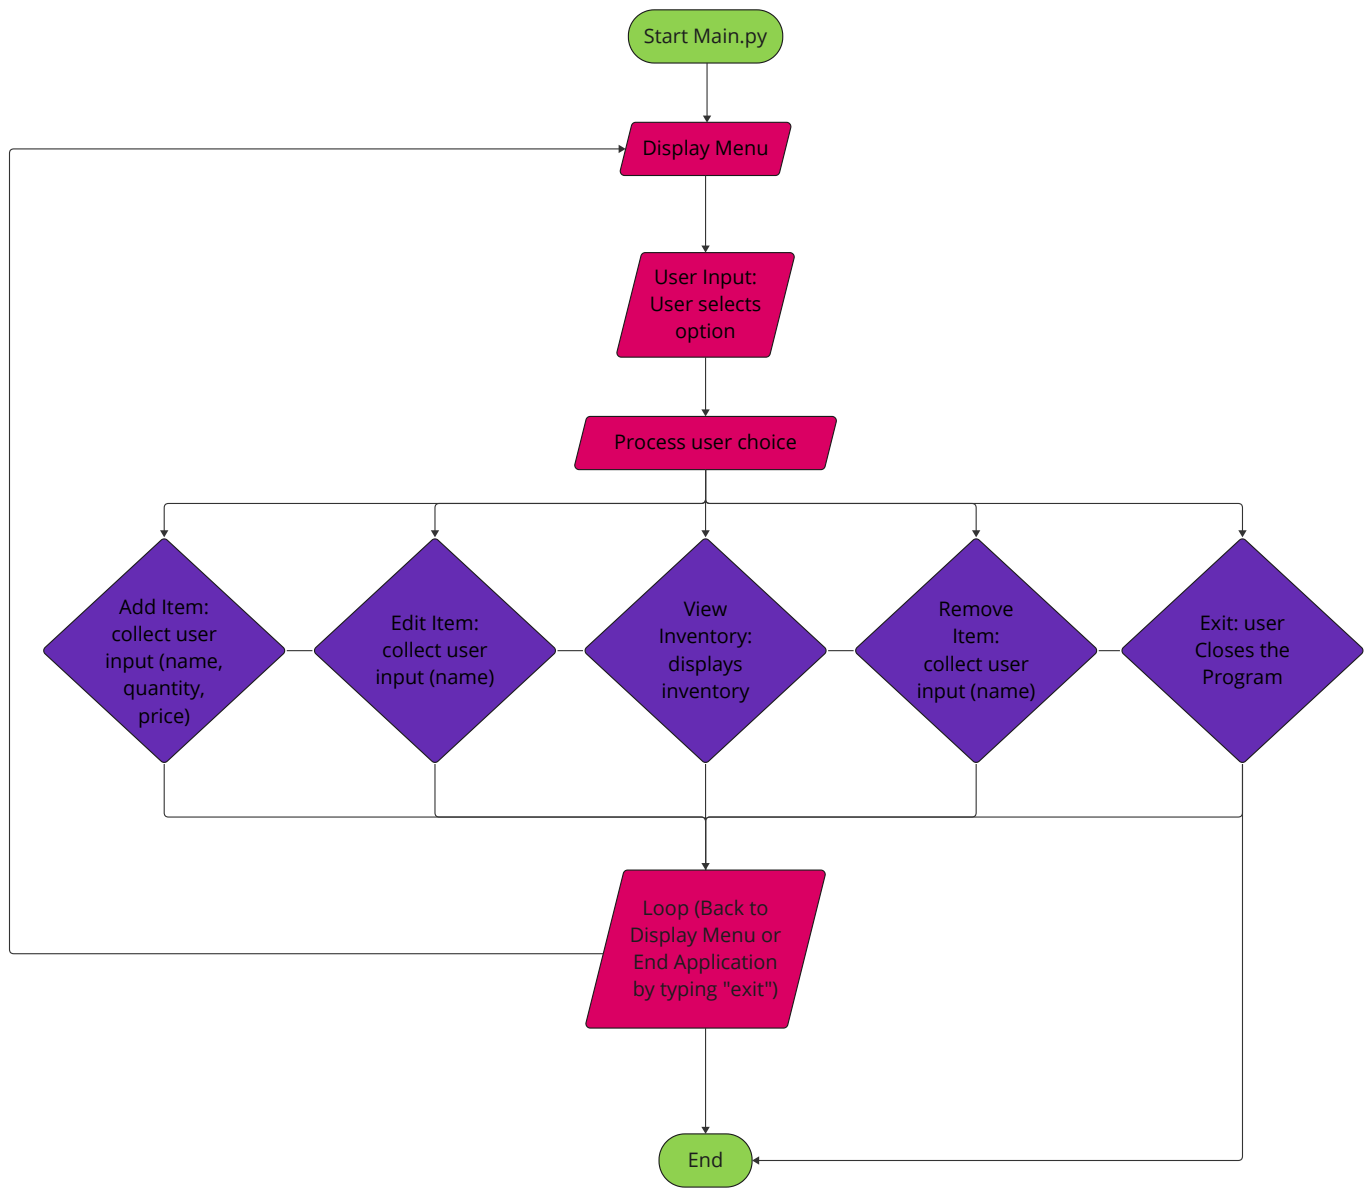 Start Main.py
Display Menu
User Input:
User selects
option
Process user choice
Add Item:
collect user
input (name,
quantity,
price)
Edit Item:
collect user
input (name)
View
Inventory:
displays
inventory
Remove
Item:
collect user
input (name)
Exit: user
Closes the
Program
Loop (Back to
Display Menu or
End Application
by typing "exit")
End